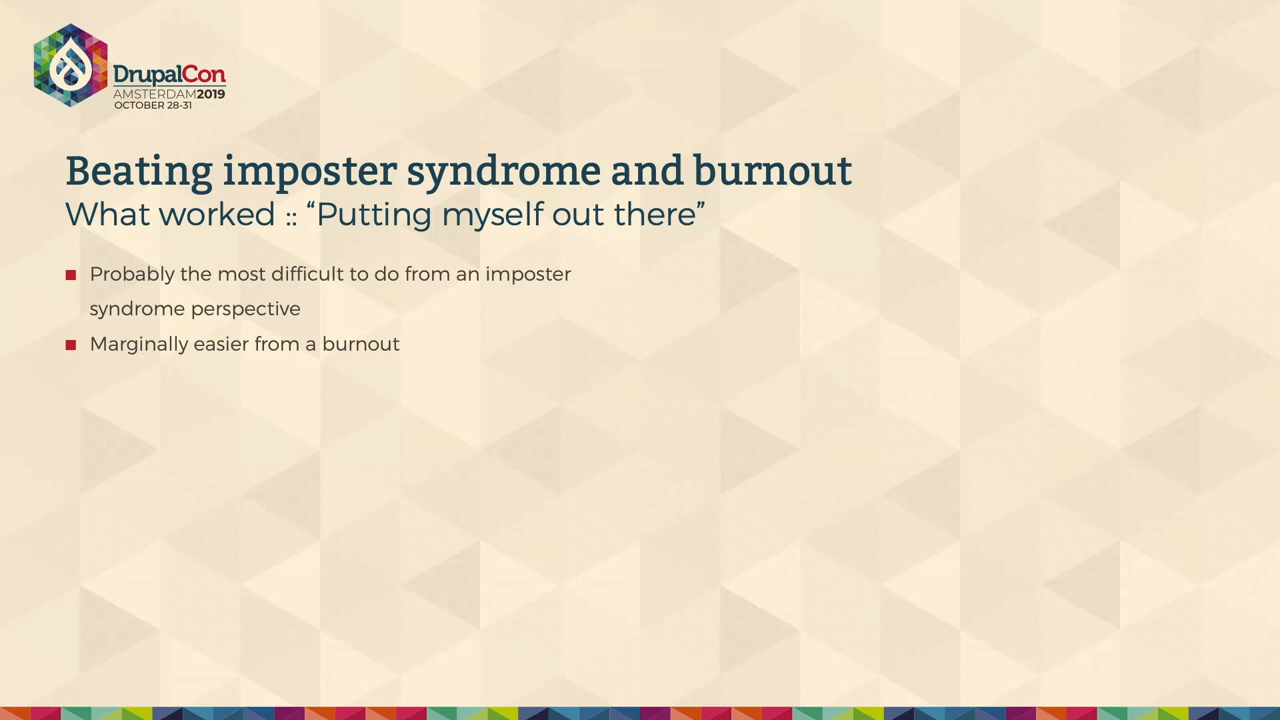 DrupalCon
AMSTERDAM2019
OCTOBER 28-31
Beating imposter syndrome and burnout
What worked :: “Putting myself out there”
Probably the most difficult to do from an imposter
syndrome perspective
Marginally easier from a burnout